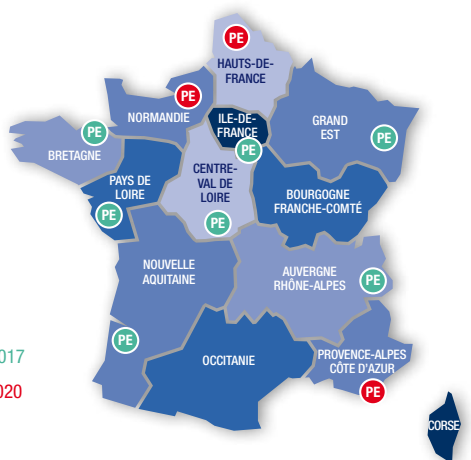 PE
HAUTS-DE-
FRANCE
PE
NORMANDIE
ILE-DE-
FRANCE
PE
GRAND
EST
PE
PE
BRETAGNE
CENTRE-
VAL DE
LOIRE
PE
PAYS DE
LOIRE
PE
BOURGOGNE
FRANCHE-COMTÉ
NOUVELLE
AQUITAINE
PE
AUVERGNE
RHÔNE-ALPES
PE
OCCITANIE
PROVENCE-ALPES
CÔTE D'AZUR
PE
CORSE
017
020